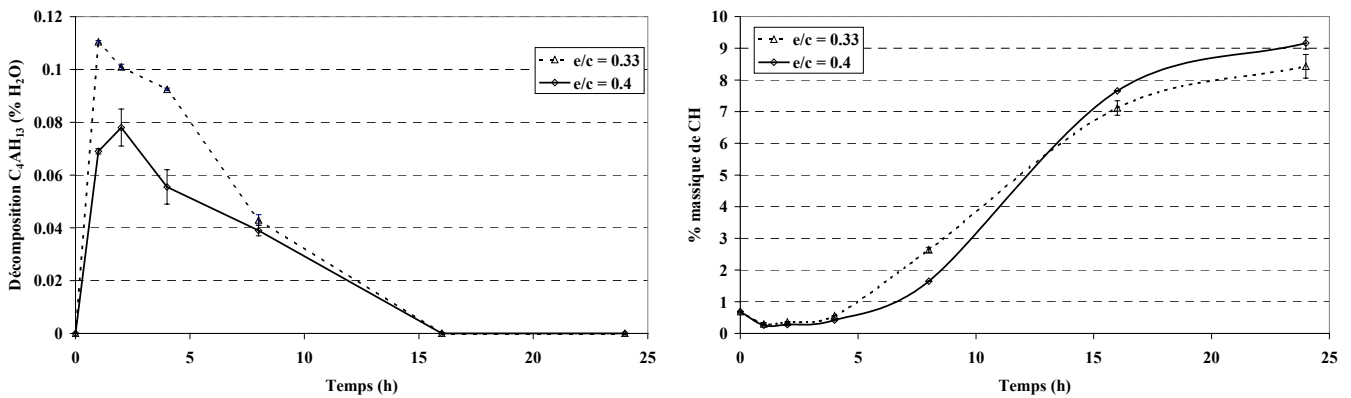 Décomposition C₄AH₁₃ (% H₂O)
0.12
0.1
0.08
0.06
0.04
0.02
0
0 5 10 15 20 25
Temps (h)
e/c = 0.33
e/c = 0.4
% massique de CH
10
9
8
7
6
5
4
3
2
1
0
0 5 10 15 20 25
Temps (h)
e/c = 0.33
e/c = 0.4